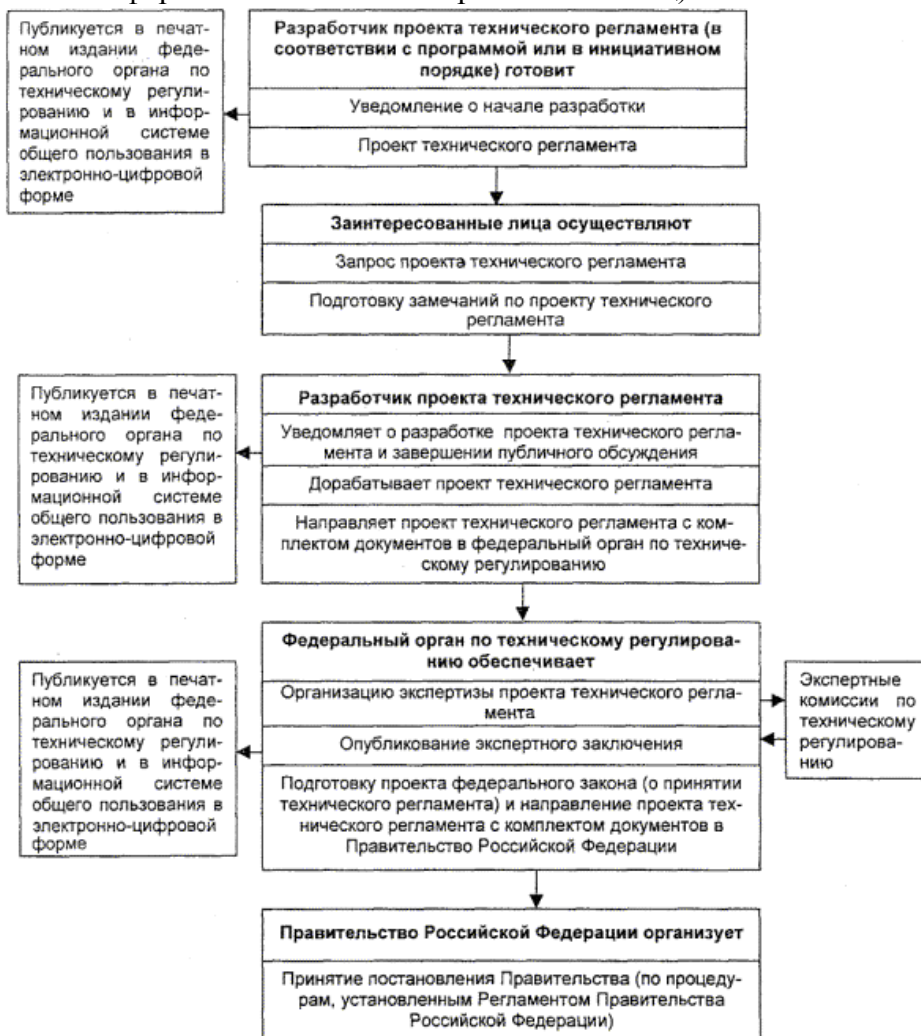 Публикуется в печат-
ном издании феде-
рального органа по
техническому регули-
рованию и в инфор-
мационной системе
общего пользования в
электронно-цифровой
форме
Разработчик проекта технического регламента (в
соответствии с программой или в инициативном
порядке) готовит
Уведомление о начале разработки
Проект технического регламента
Заинтересованные лица осуществляют
Запрос проекта технического регламента
Подготовку замечаний по проекту технического
регламента
Публикуется в печат-
ном издании феде-
рального органа по
техническому регули-
рованию и в инфор-
мационной системе
общего пользования в
электронно-цифровой
форме
Разработчик проекта технического регламента
Уведомляет о разработке проекта технического регла-
мента и завершении публичного обсуждения
Дорабатывает проект технического регламента
Направляет проект технического регламента с ком-
плектом документов в федеральный орган по техниче-
скому регулированию
Публикуется в печат-
ном издании феде-
рального органа по
техническому регули-
рованию и в инфор-
мационной системе
общего пользования в
электронно-цифровой
форме
Федеральный орган по техническому регулирова-
нию обеспечивает
Организацию экспертизы проекта технического регла-
мента
Опубликование экспертного заключения
Подготовку проекта федерального закона (о принятии
технического регламента) и направление проекта тех-
нического регламента с комплектом документов в
Правительство Российской Федерации
Экспертные
комиссии по
техническому
регулирова-
нию
Правительство Российской Федерации организует
Принятие постановления Правительства (по процеду-
рам, установленным Регламентом Правительства
Российской Федерации)